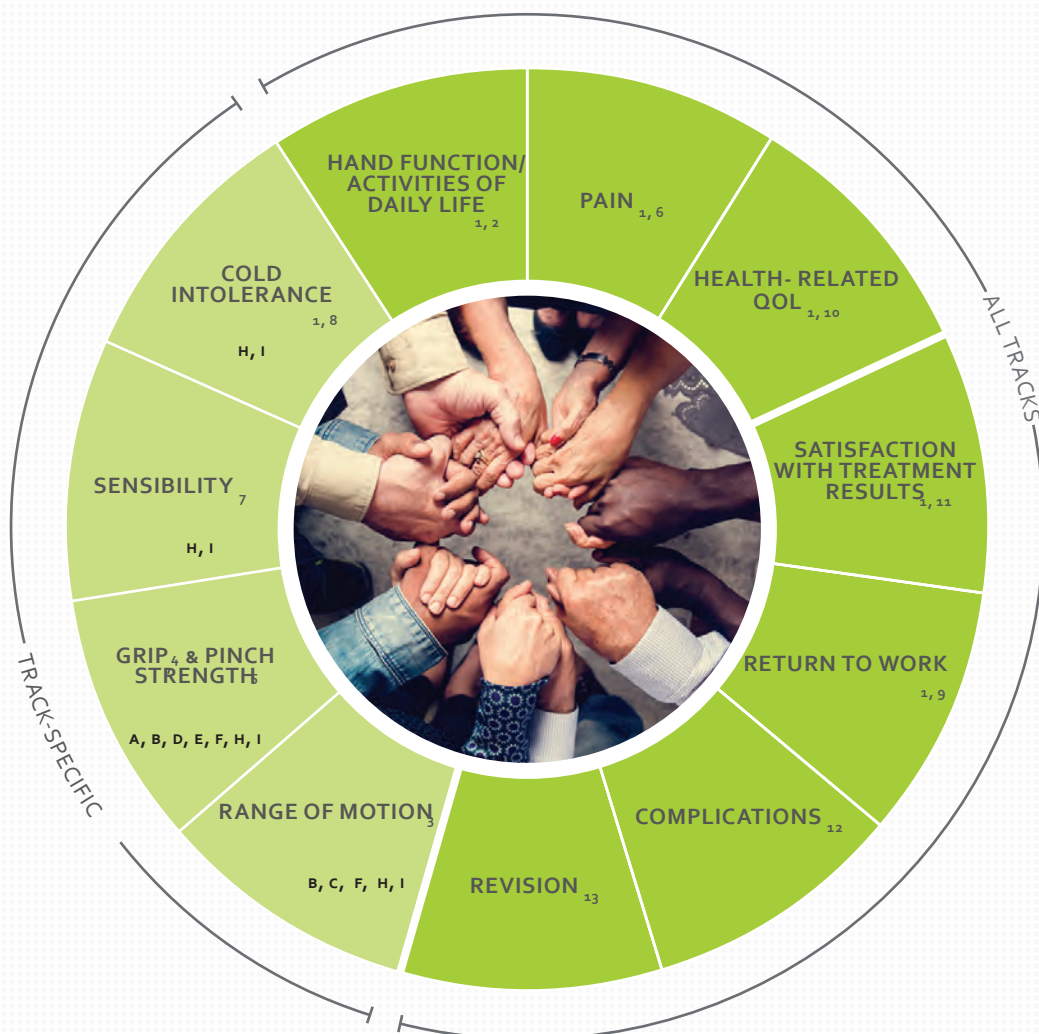 HAND FUNCTION/
ACTIVITIES OF
DAILY LIFE
1, 2
PAIN 1, 6
HEALTH- RELATED
QOL 1, 10
ALL TRACKS
SATISFACTION
WITH TREATMENT
RESULTS
1, 11
RETURN TO WORK
1, 9
COMPLICATIONS 12
REVISION 13
RANGE OF MOTION 3
B, C, F, H, I
GRIP 4 & PINCH
STRENGTH
A, B, D, E, F, H, I
TRACK-SPECIFIC
SENSIBILITY 7
H, I
COLD
INTOLERANCE
1, 8
H, I